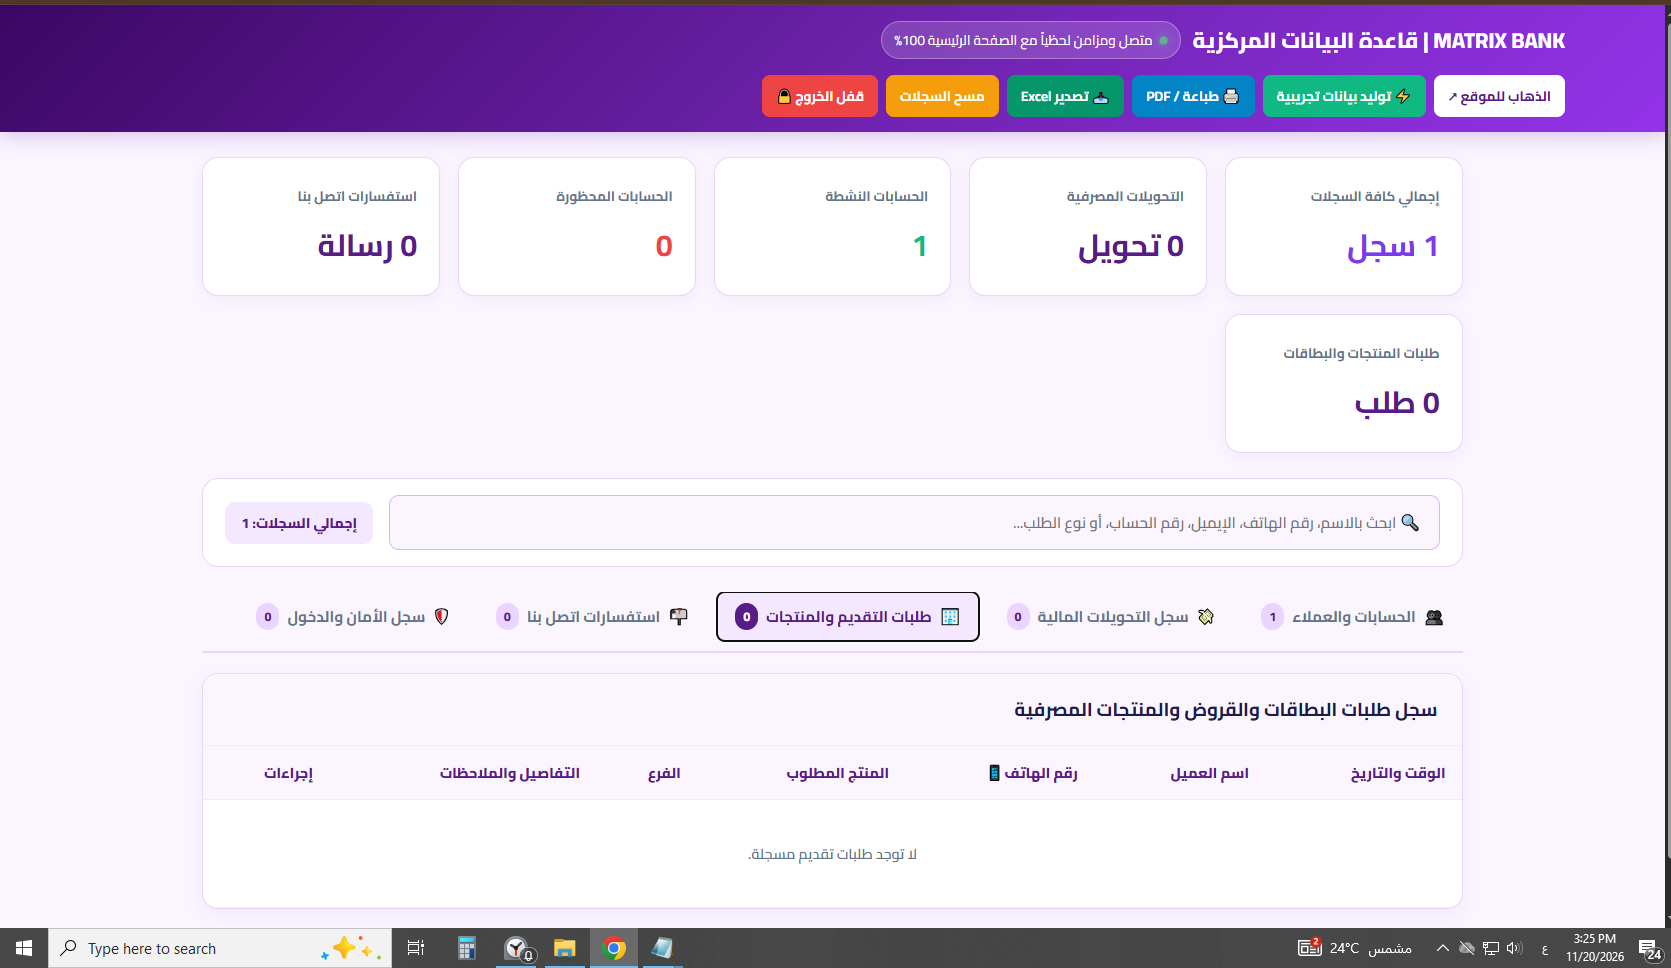 MATRIX BANK | قاعدة البيانات المركزية
متصل ومزامن لحظياً مع الصفحة الرئيسية 100%
الذهاب للموقع ↗
⚡ توليد بيانات تجريبية
🖨️ طباعة / PDF
📥 تصدير Excel
مسح السجلات
قفل الخروج 🔒
إجمالي كافة السجلات
1 سجل
التحويلات المصرفية
0 تحويل
الحسابات النشطة
1
الحسابات المحظورة
0
استفسارات اتصل بنا
0 رسالة
طلبات المنتجات والبطاقات
0 طلب
🔍 ابحث بالاسم، رقم الهاتف، الإيميل، رقم الحساب، أو نوع الطلب...
إجمالي السجلات: 1
👥 الحسابات والعملاء 1
💸 سجل التحويلات المالية 0
🏢 طلبات التقديم والمنتجات 0
📬 استفسارات اتصل بنا 0
🛡️ سجل الأمان والدخول 0
سجل طلبات البطاقات والقروض والمنتجات المصرفية
الوقت والتاريخ
اسم العميل
رقم الهاتف 📱
المنتج المطلوب
الفرع
التفاصيل والملاحظات
إجراءات
لا توجد طلبات تقديم مسجلة.
Type here to search
0
2
24°C مشمس
ع
3:25 PM
11/20/2026
24